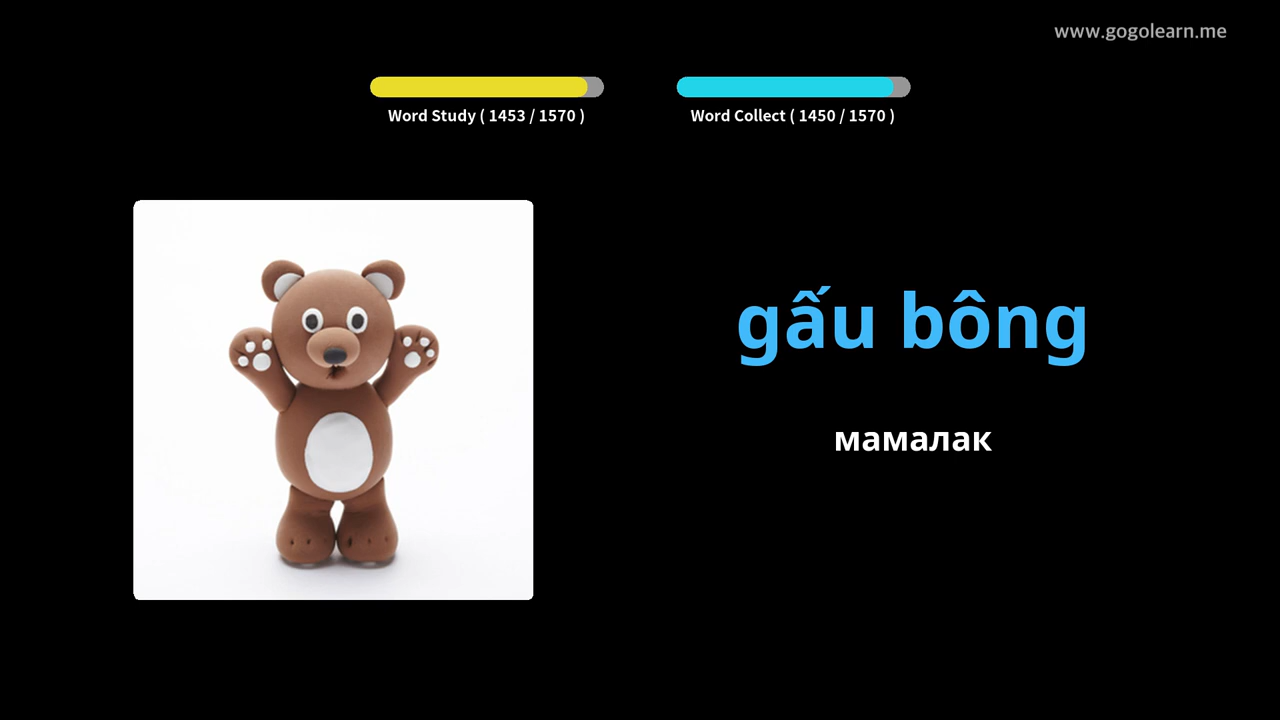 www.gogolearn.me
Word Study ( 1453 / 1570 )
Word Collect ( 1450 / 1570 )
gấu bông
мамалак